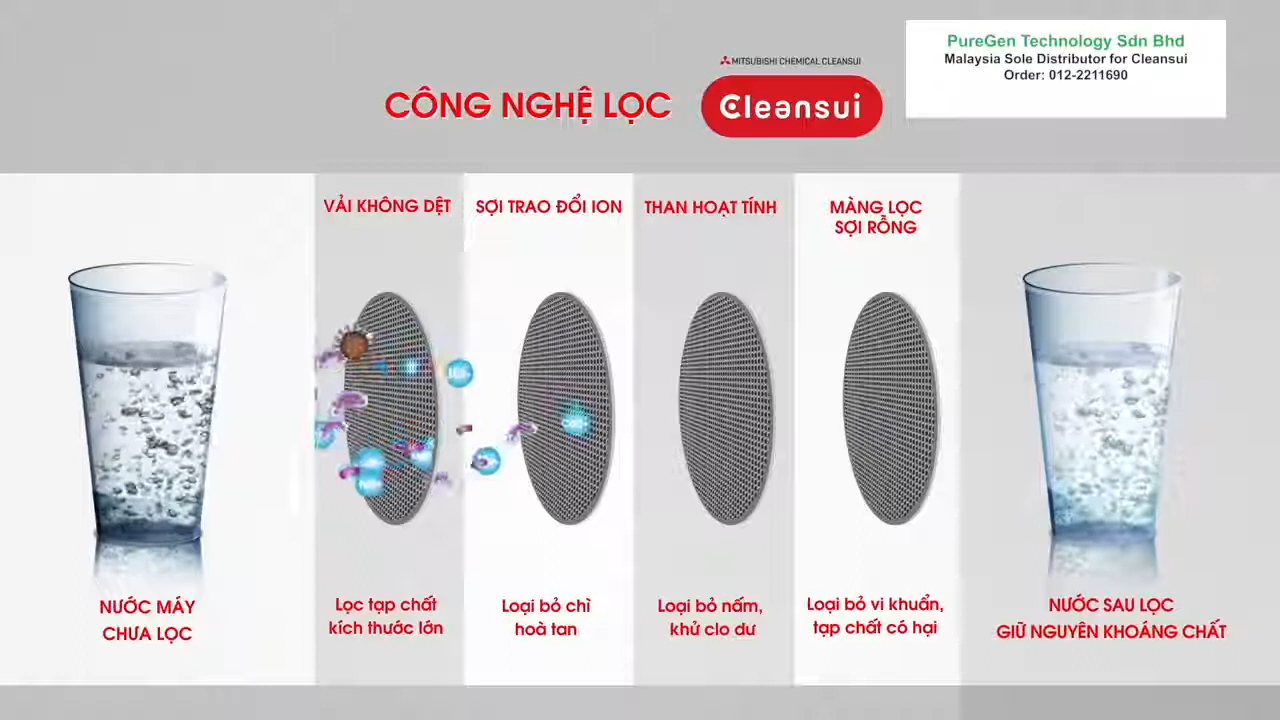 PureGen Technology Sdn Bhd
Malaysia Sole Distributor for Cleansui
Order: 012-2211690
MITSUBISHI CHEMICAL CLEANSUI
CÔNG NGHỆ LỌC
Cleansui
VẢI KHÔNG DỆT
SỢI TRAO ĐỔI ION
THAN HOẠT TÍNH
MÀNG LỌC
SỢI RỖNG
NƯỚC MÁY
CHƯA LỌC
Lọc tạp chất
kích thước lớn
Loại bỏ chì
hoà tan
Loại bỏ nấm,
khử clo dư
Loại bỏ vi khuẩn,
tạp chất có hại
NƯỚC SAU LỌC
GIỮ NGUYÊN KHOÁNG CHẤT